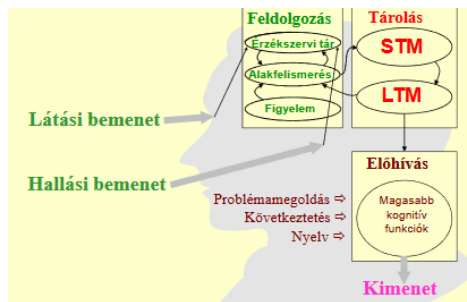 Feldolgozás
Érzékszervi tár
Alakfelismerés
Figyelem
Tárolás
STM
LTM
Látási bemenet
Hallási bemenet
Előhívás
Problémamegoldás ⇨
Következtetés ⇨
Nyelv ⇨
Magasabb
kognitív
funkciók
Kimenet